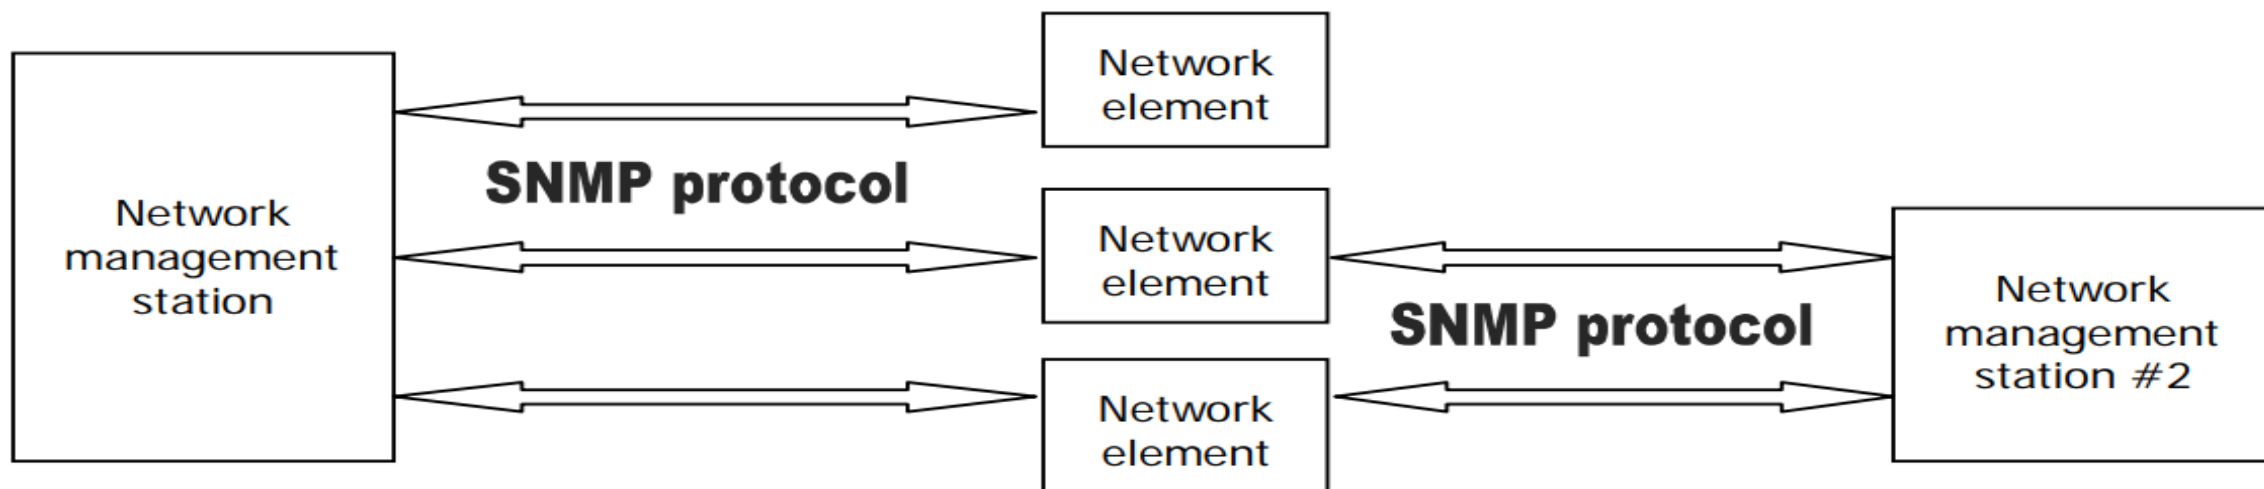 Network
management
station
SNMP protocol
Network
element
Network
element
Network
element
SNMP protocol
Network
management
station #2